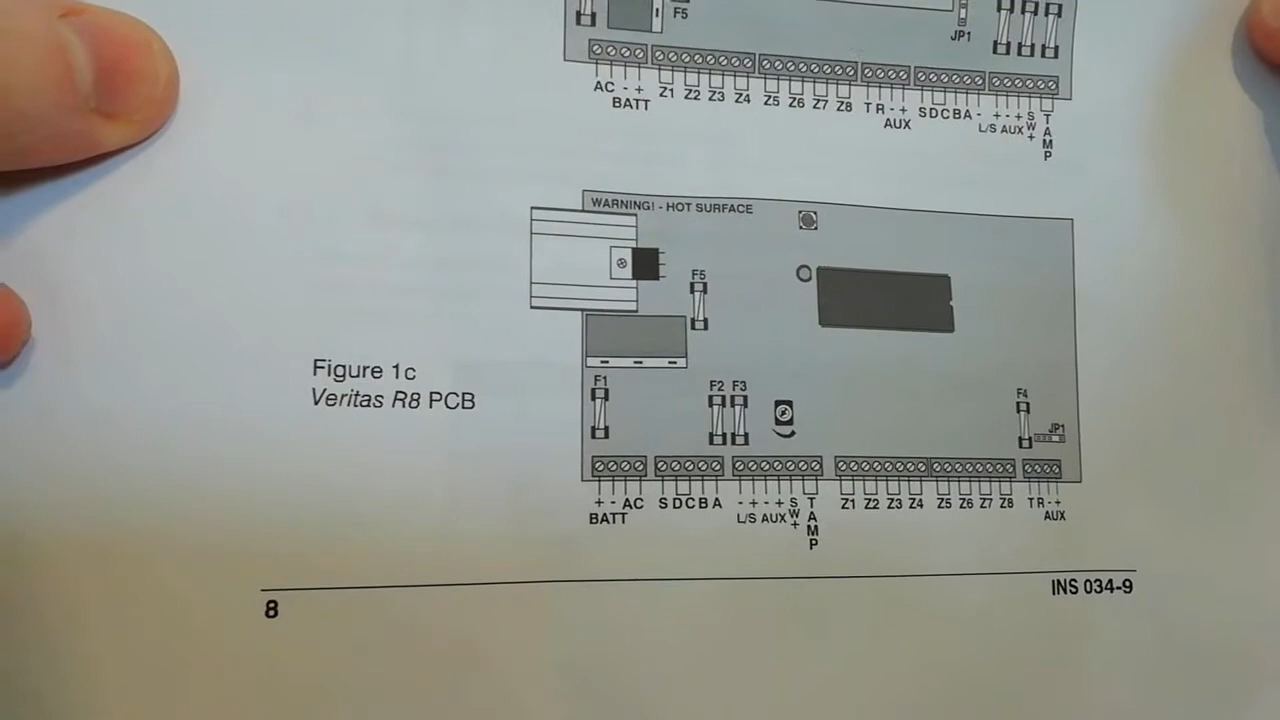 F5
JP1
AC - +
BATT
Z1 Z2 Z3 Z4
Z5 Z6 Z7 Z8
T R - +
AUX
S D C B A -
+ - + S W +
L/S AUX
TAMP
WARNING! - HOT SURFACE
F5
Figure 1c
Veritas R8 PCB
F1
F2 F3
F4
JP1
+ - AC
BATT
S D C B A
- + - + S W +
L/S AUX
TAMP
Z1 Z2 Z3 Z4
Z5 Z6 Z7 Z8
T R - +
AUX
8
INS 034-9